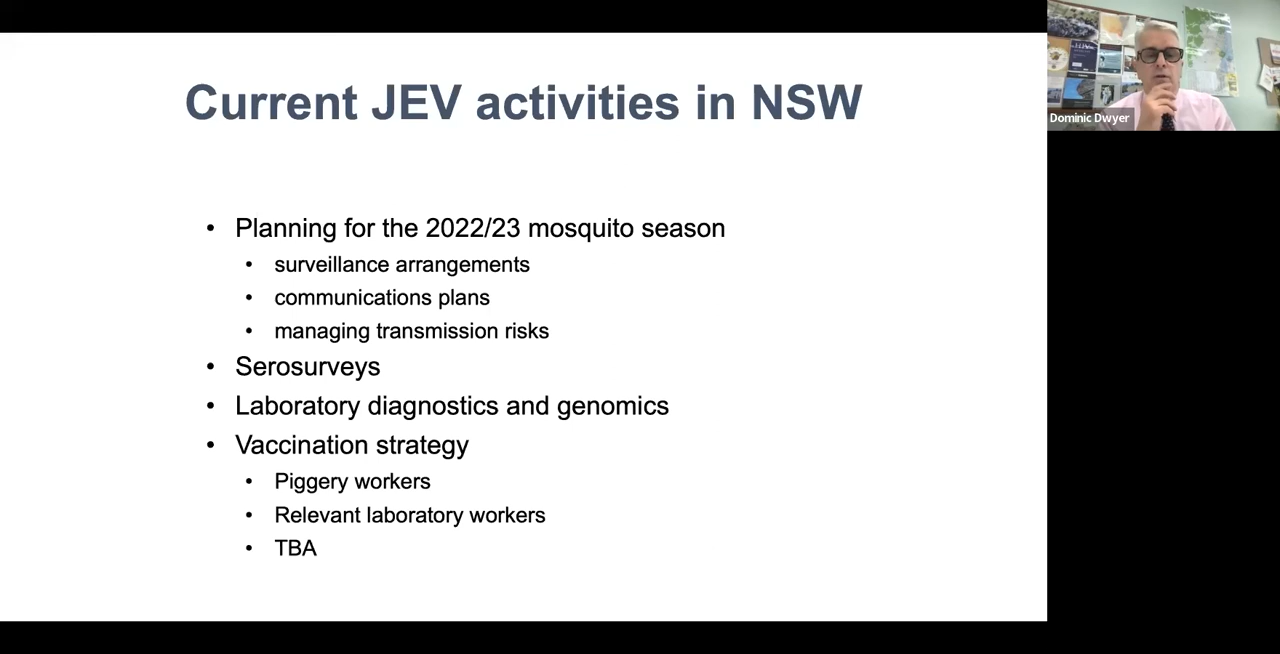 Current JEV activities in NSW
• Planning for the 2022/23 mosquito season
• surveillance arrangements
• communications plans
• managing transmission risks
• Serosurveys
• Laboratory diagnostics and genomics
• Vaccination strategy
• Piggery workers
• Relevant laboratory workers
• TBA
Dominic Dwyer